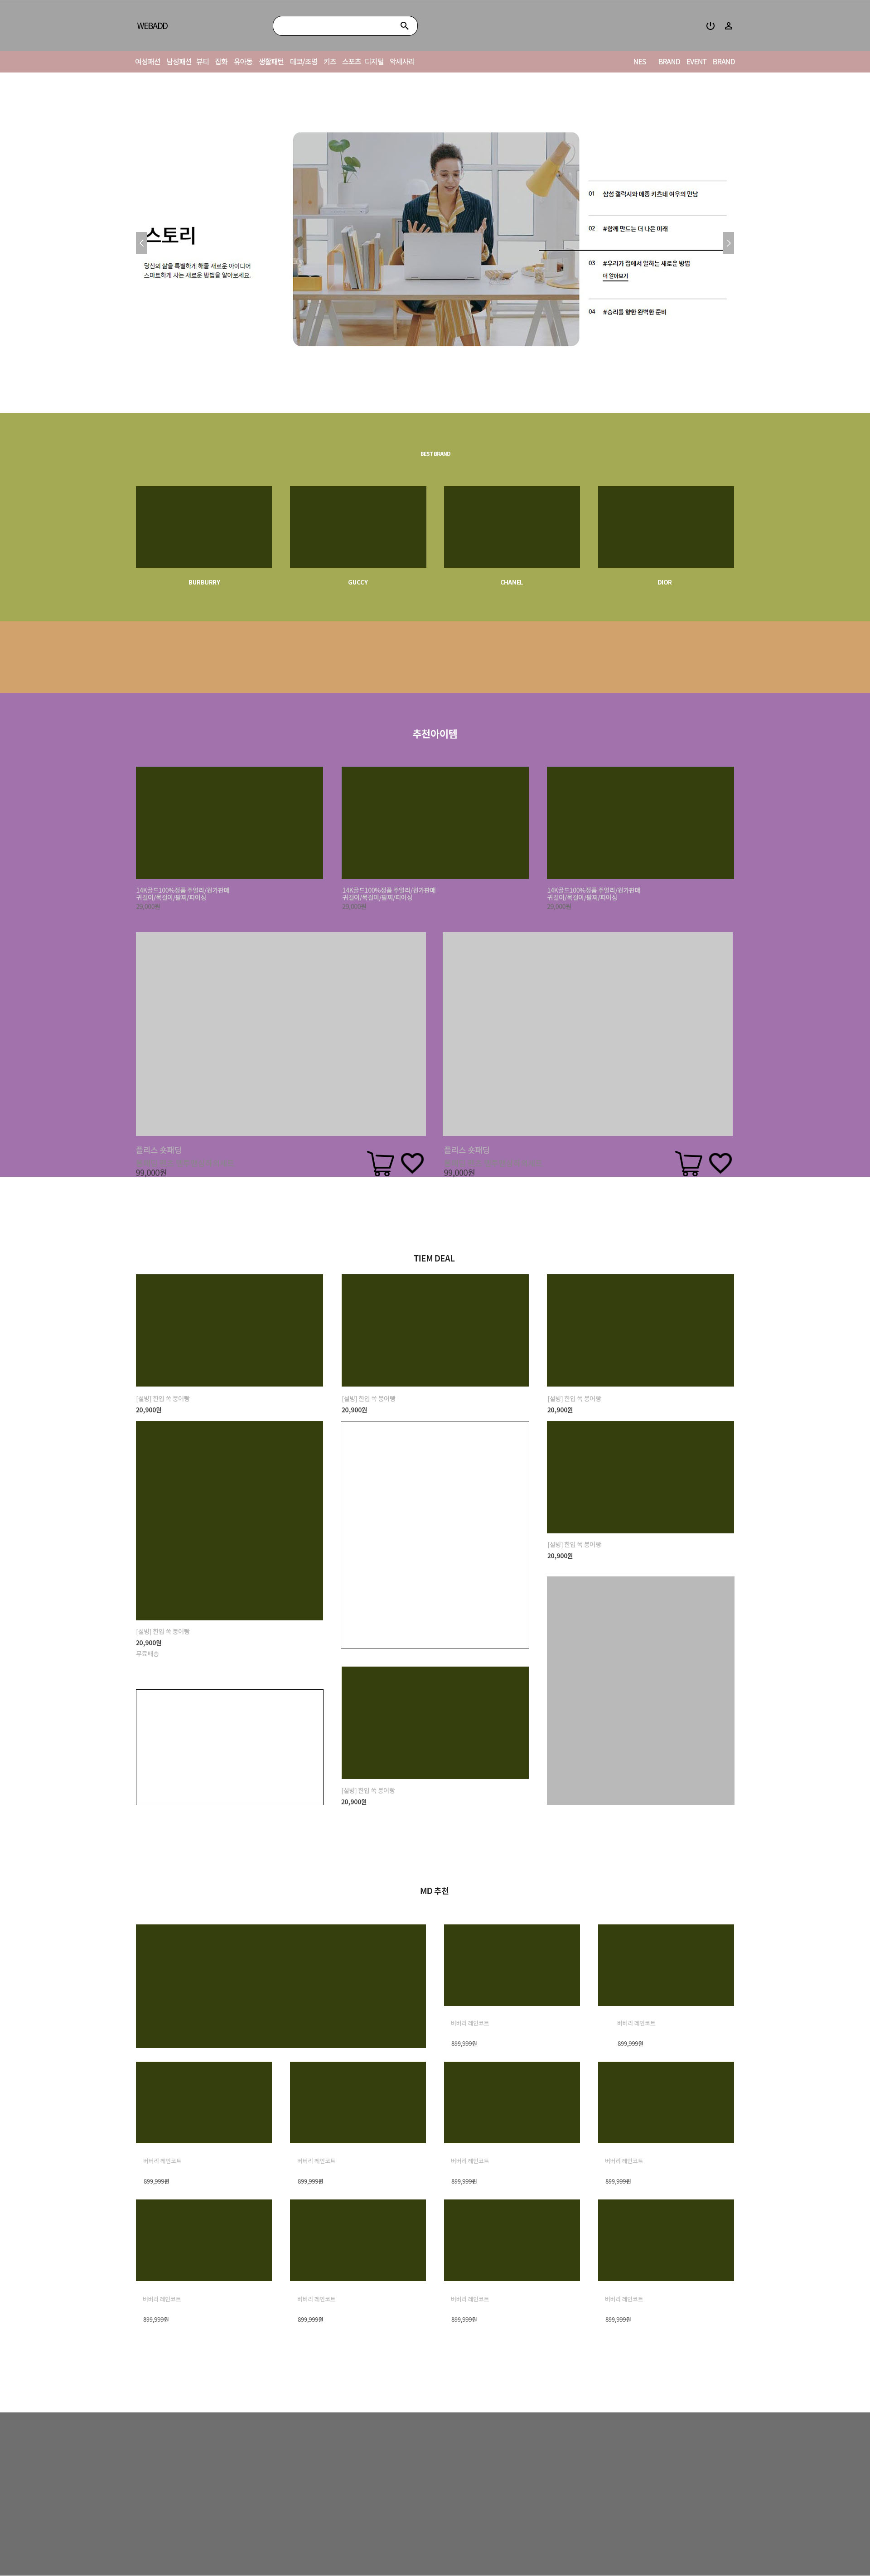 WEBADD
여성패션 남성패션 뷰티 잡화 유아동 생활패턴 데코/조명 키즈 스포츠 디지털 악세사리 NES BRAND EVENT BRAND
스토리
당신의 삶을 특별하게 하줄 새로운 아이디어
스마트하게 사는 새로운 방법을 알아보세요.
01 삼성 갤럭시와 메종 키츠네 여우의 만남
02 #함께 만드는 더 나은 미래
03 #우리가 집에서 일하는 새로운 방법
더 알아보기
04 #승리를 향한 완벽한 준비
BEST BRAND
BURBURRY GUCCY CHANEL DIOR
추천아이템
14K골드100%정품 주얼리/원가판매
귀걸이/목걸이/팔찌/피어싱
29,000원
14K골드100%정품 주얼리/원가판매
귀걸이/목걸이/팔찌/피어싱
29,000원
14K골드100%정품 주얼리/원가판매
귀걸이/목걸이/팔찌/피어싱
29,000원
플리스 숏패딩
99,000원
플리스 숏패딩
99,000원
TIEM DEAL
[설빙] 한입 쏙 붕어빵
20,900원
[설빙] 한입 쏙 붕어빵
20,900원
[설빙] 한입 쏙 붕어빵
20,900원
[설빙] 한입 쏙 붕어빵
20,900원
[설빙] 한입 쏙 붕어빵
20,900원
무료배송
[설빙] 한입 쏙 붕어빵
20,900원
MD 추천
버버리 레인코트
899,999원
버버리 레인코트
899,999원
버버리 레인코트
899,999원
버버리 레인코트
899,999원
버버리 레인코트
899,999원
버버리 레인코트
899,999원
버버리 레인코트
899,999원
버버리 레인코트
899,999원
버버리 레인코트
899,999원
버버리 레인코트
899,999원